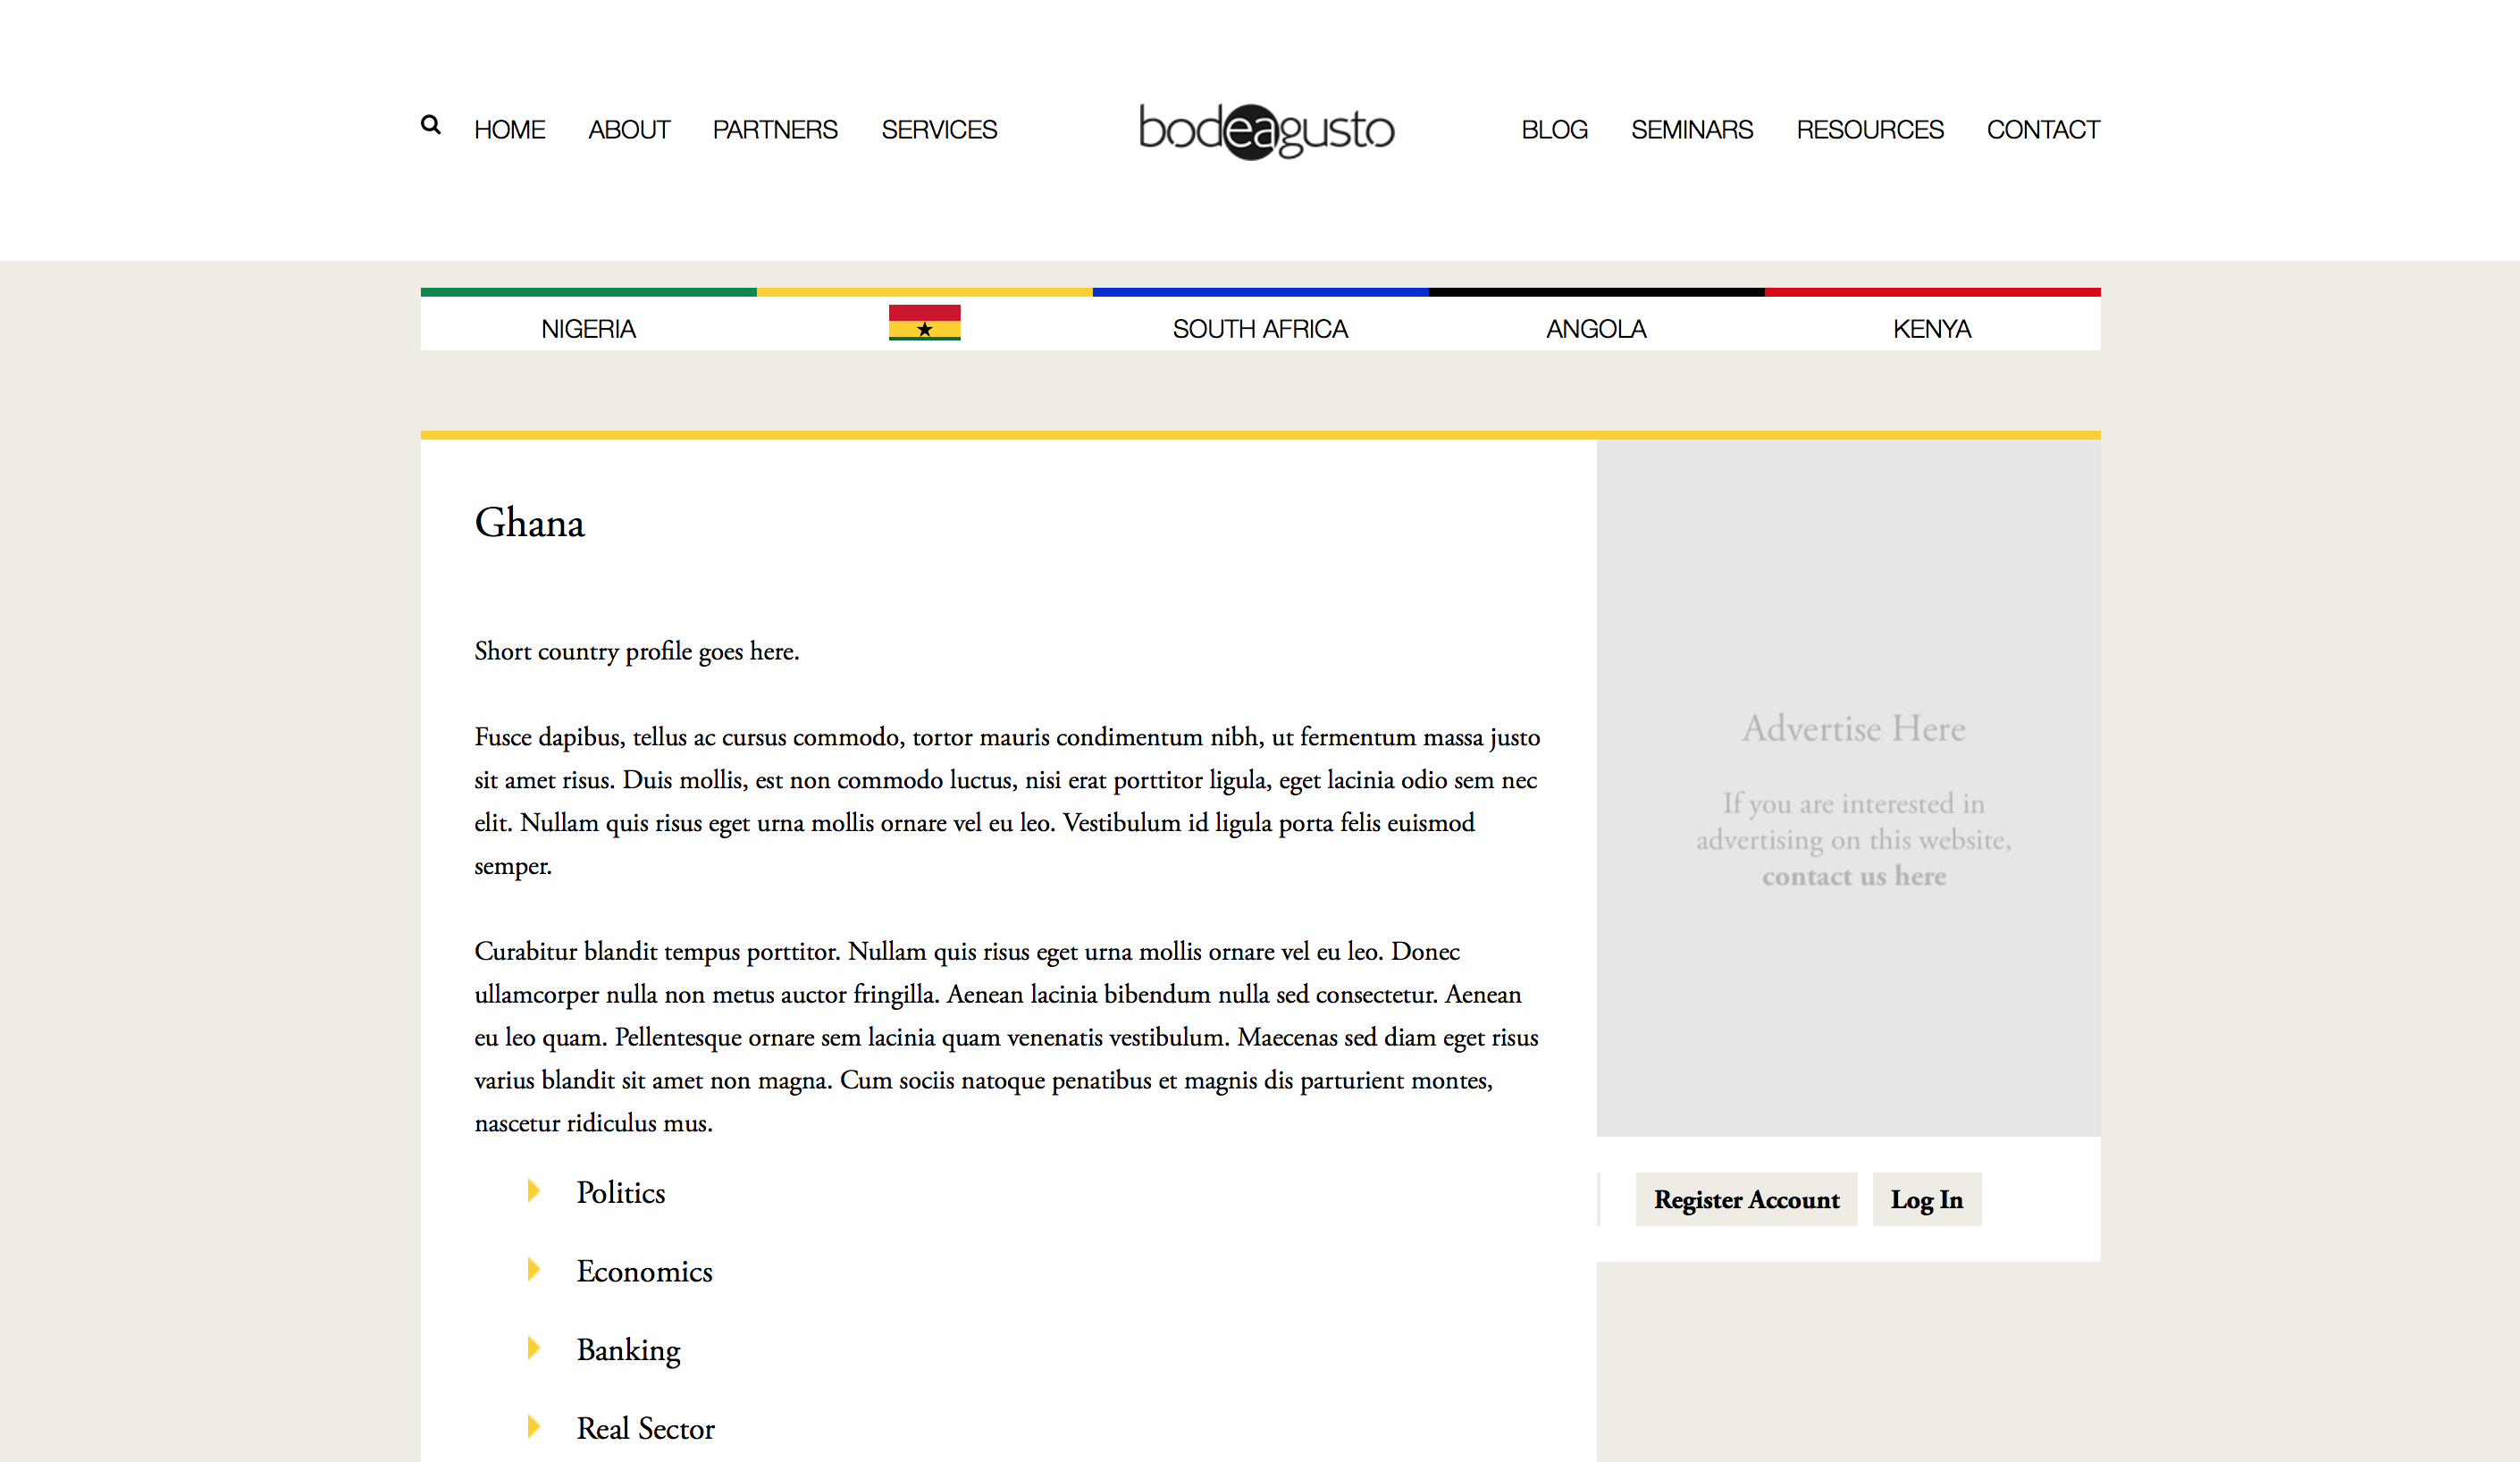 HOME ABOUT PARTNERS SERVICES bodeagusto BLOG SEMINARS RESOURCES CONTACT
NIGERIA SOUTH AFRICA ANGOLA KENYA
Ghana
Short country profile goes here.
Fusce dapibus, tellus ac cursus commodo, tortor mauris condimentum nibh, ut fermentum massa justo
sit amet risus. Duis mollis, est non commodo luctus, nisi erat porttitor ligula, eget lacinia odio sem nec
elit. Nullam quis risus eget urna mollis ornare vel eu leo. Vestibulum id ligula porta felis euismod
semper.
Curabitur blandit tempus porttitor. Nullam quis risus eget urna mollis ornare vel eu leo. Donec
ullamcorper nulla non metus auctor fringilla. Aenean lacinia bibendum nulla sed consectetur. Aenean
eu leo quam. Pellentesque ornare sem lacinia quam venenatis vestibulum. Maecenas sed diam eget risus
varius blandit sit amet non magna. Cum sociis natoque penatibus et magnis dis parturient montes,
nascetur ridiculus mus.
Politics
Economics
Banking
Real Sector
Advertise Here
If you are interested in
advertising on this website,
contact us here
Register Account Log In